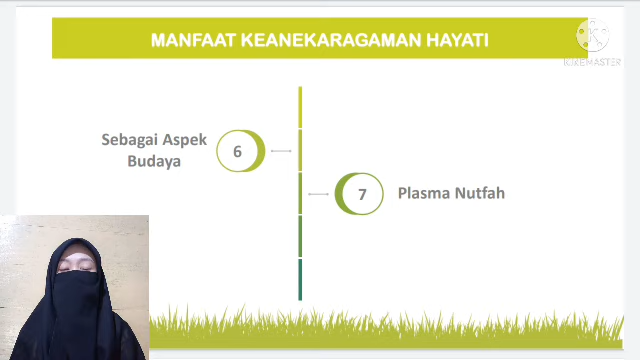 MANFAAT KEANEKARAGAMAN HAYATI
K
KINEMASTER
Sebagai Aspek
Budaya
6
7
Plasma Nutfah